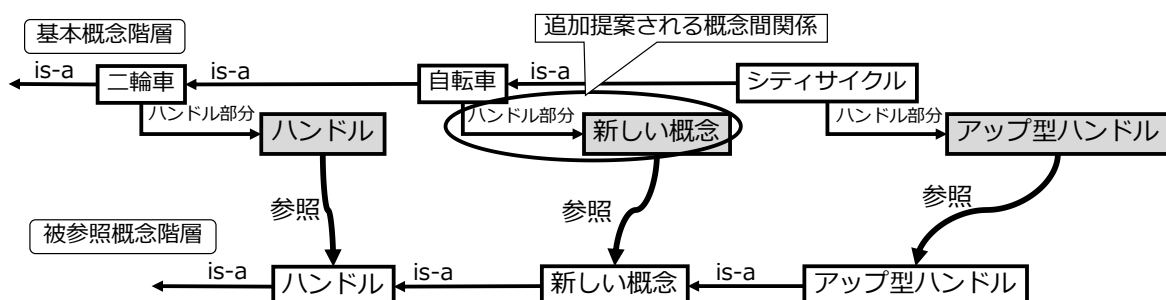 追加提案される概念間関係
基本概念階層
is-a
二輪車
is-a
自転車
is-a
シティサイクル
ハンドル部分
ハンドル
ハンドル部分
新しい概念
ハンドル部分
アップ型ハンドル
参照
参照
参照
被参照概念階層
is-a
ハンドル
is-a
新しい概念
is-a
アップ型ハンドル